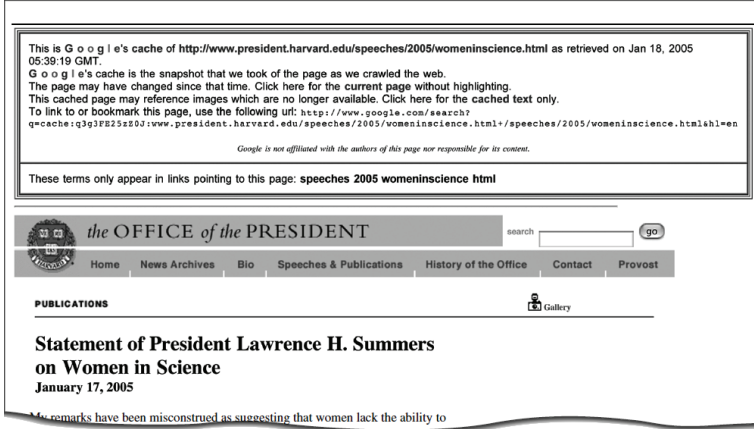 This is G o o g l e's cache of http://www.president.harvard.edu/speeches/2005/womeninscience.html as retrieved on Jan 18, 2005
05:39:19 GMT.
G o o g l e's cache is the snapshot that we took of the page as we crawled the web.
The page may have changed since that time. Click here for the current page without highlighting.
This cached page may reference images which are no longer available. Click here for the cached text only.
To link to or bookmark this page, use the following url: http://www.google.com/search?
q=cache:q3g3FE25zZ0J:www.president.harvard.edu/speeches/2005/womeninscience.html+/speeches/2005/womeninscience.html&hl=en
Google is not affiliated with the authors of this page nor responsible for its content.
These terms only appear in links pointing to this page: speeches 2005 womeninscience html
the OFFICE of the PRESIDENT search go
Home News Archives Bio Speeches & Publications History of the Office Contact Provost
PUBLICATIONS Gallery
Statement of President Lawrence H. Summers
on Women in Science
January 17, 2005
My remarks have been misconstrued as suggesting that women lack the ability to